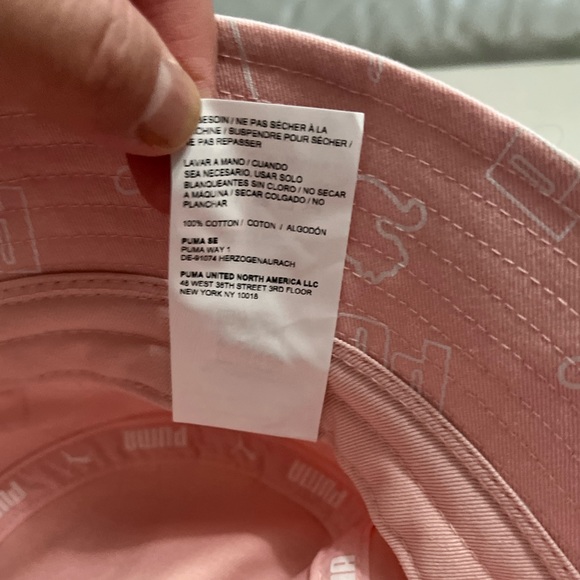 BESOIN / NE PAS SÉCHER À LA
MACHINE / SUSPENDRE POUR SÉCHER /
NE PAS REPASSER
LAVAR A MANO / CUANDO
SEA NECESARIO, USAR SOLO
BLANQUEANTES SIN CLORO / NO SECAR
A MÁQUINA / SECAR COLGADO / NO
PLANCHAR
100% COTTON / COTON / ALGODÓN
PUMA SE
PUMA WAY 1
DE-91074 HERZOGENAURACH
PUMA UNITED NORTH AMERICA LLC
48 WEST 38TH STREET 3RD FLOOR
NEW YORK NY 10018
PUMA
PUMA
PUMA